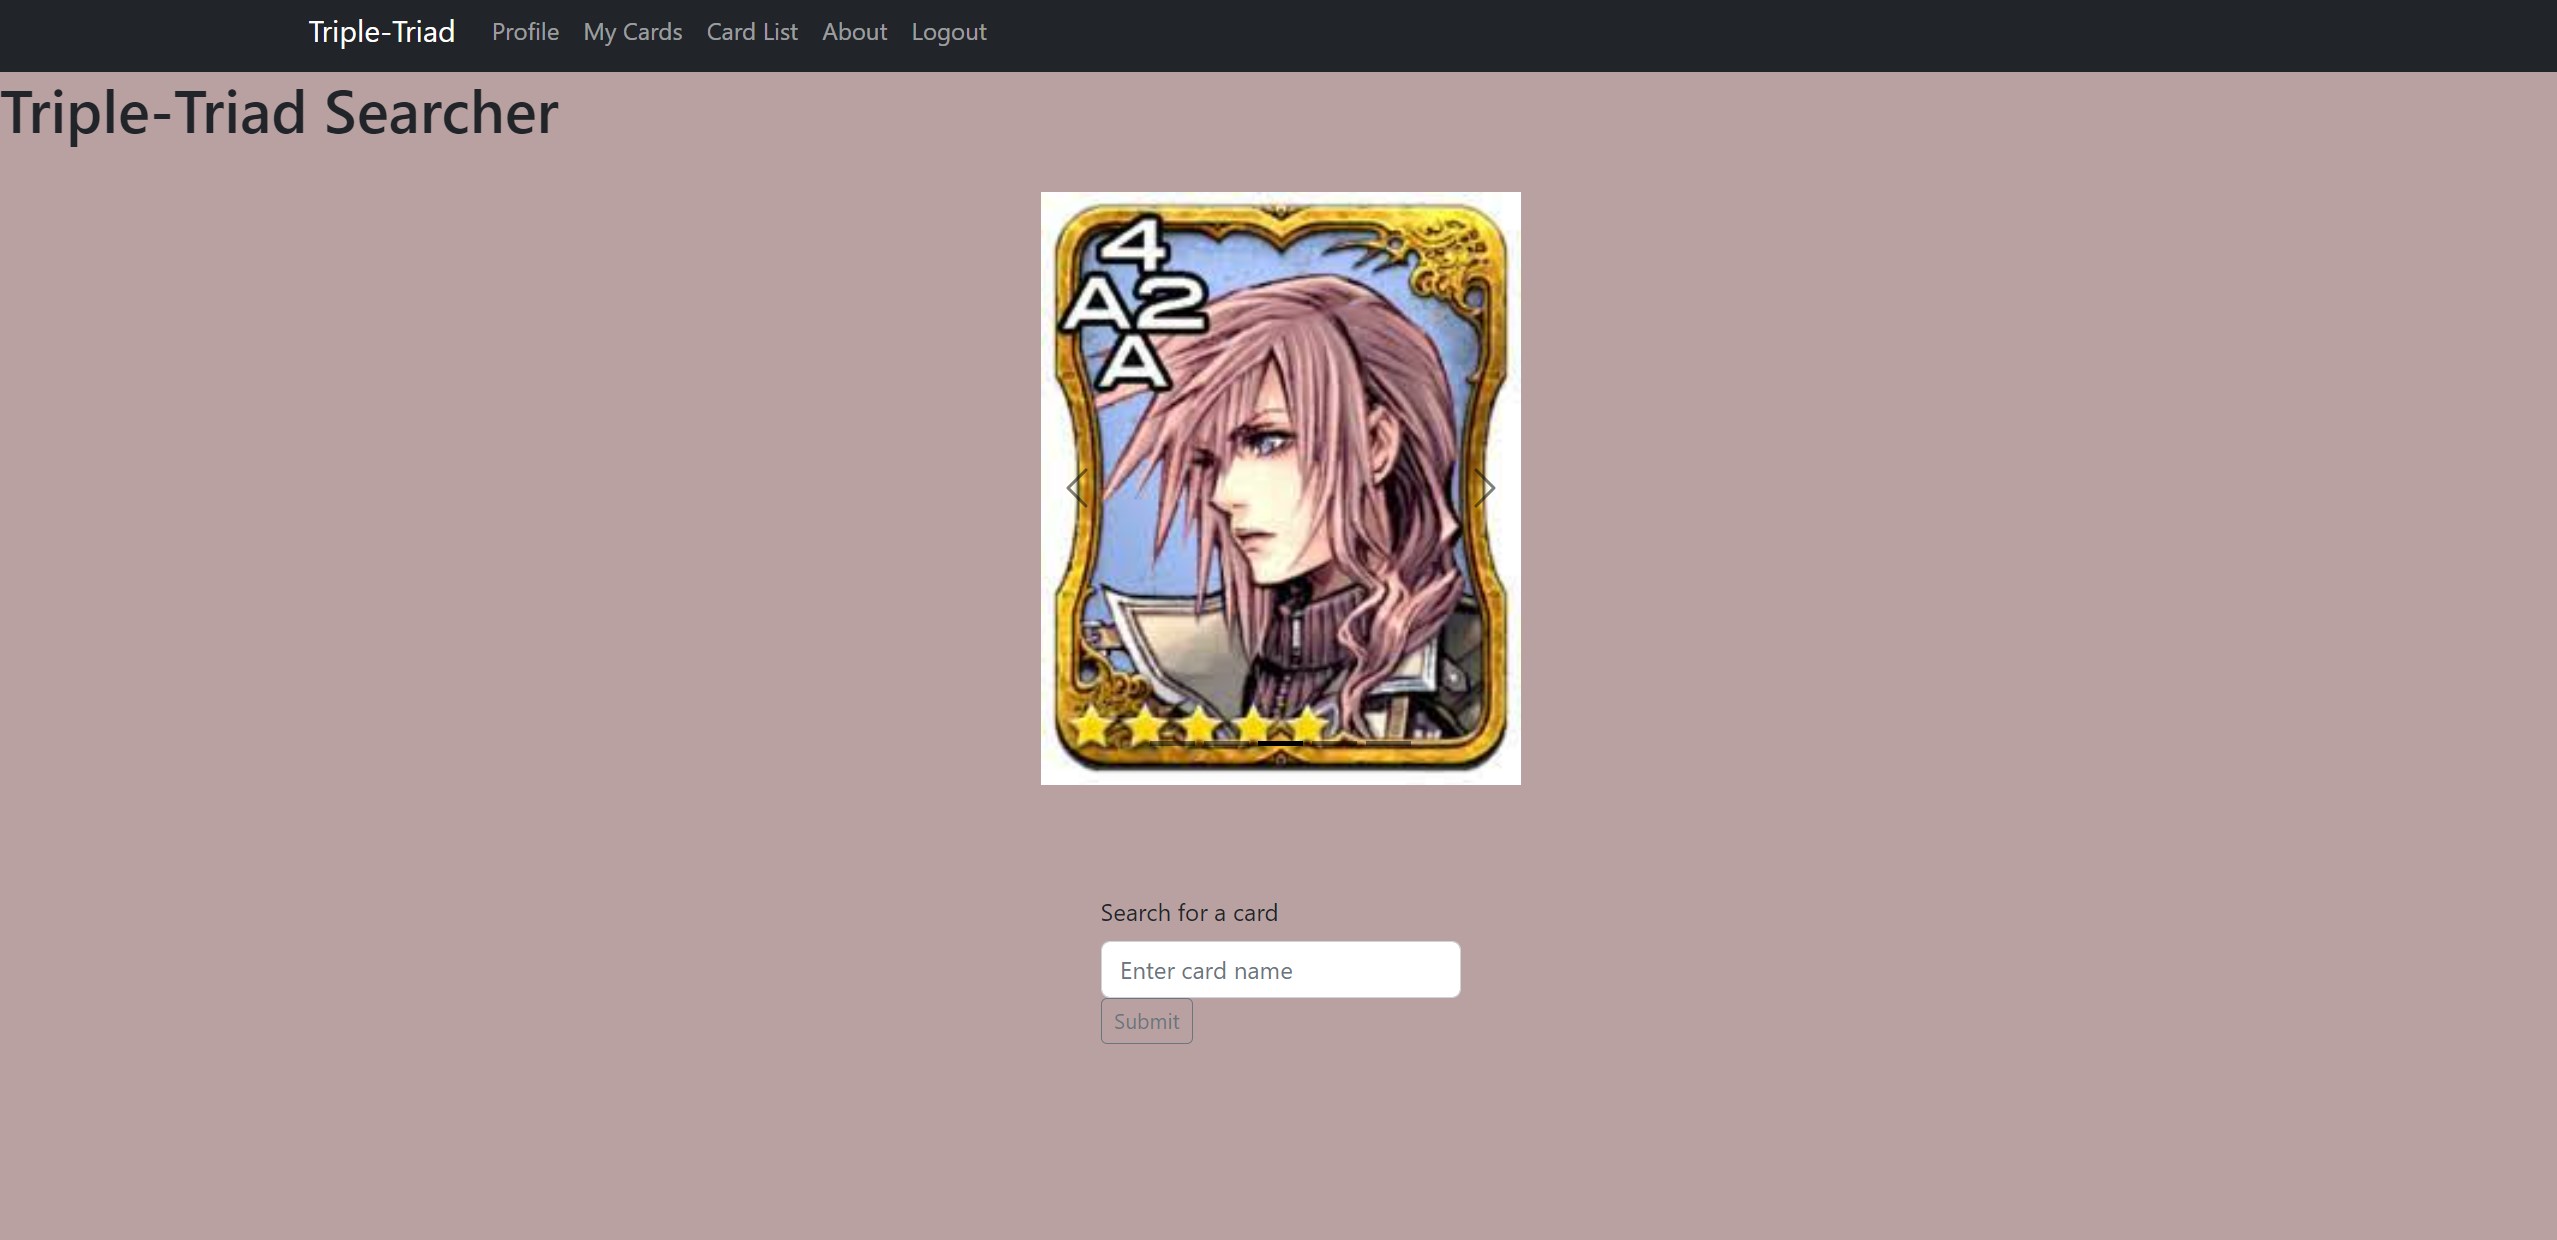 Triple-Triad Profile My Cards Card List About Logout
Triple-Triad Searcher
4
A2
A
Search for a card
Enter card name
Submit